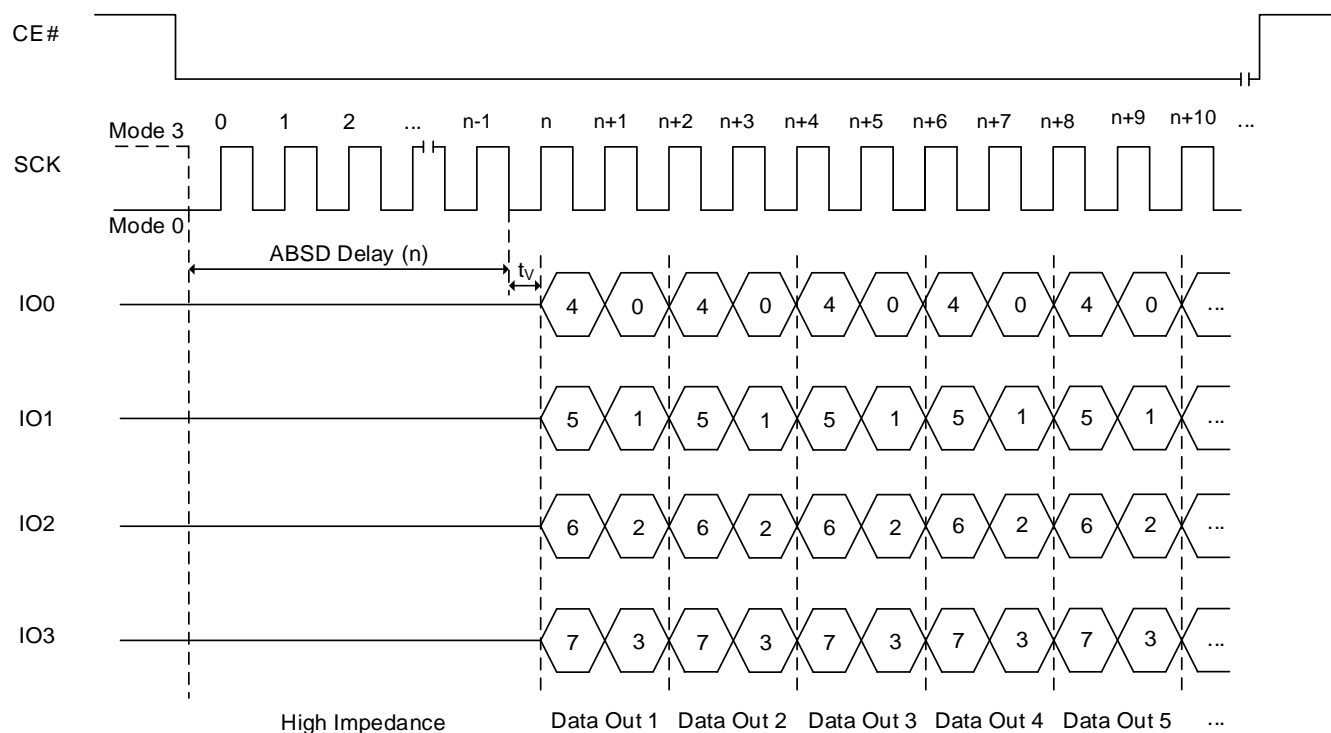 CE#
Mode 3 0 1 2 ... n-1 n n+1 n+2 n+3 n+4 n+5 n+6 n+7 n+8 n+9 n+10 ...
SCK
Mode 0
ABSD Delay (n)
tV
IO0 4 0 4 0 4 0 4 0 4 0 ...
IO1 5 1 5 1 5 1 5 1 5 1 ...
IO2 6 2 6 2 6 2 6 2 6 2 ...
IO3 7 3 7 3 7 3 7 3 7 3 ...
High Impedance Data Out 1 Data Out 2 Data Out 3 Data Out 4 Data Out 5 ...